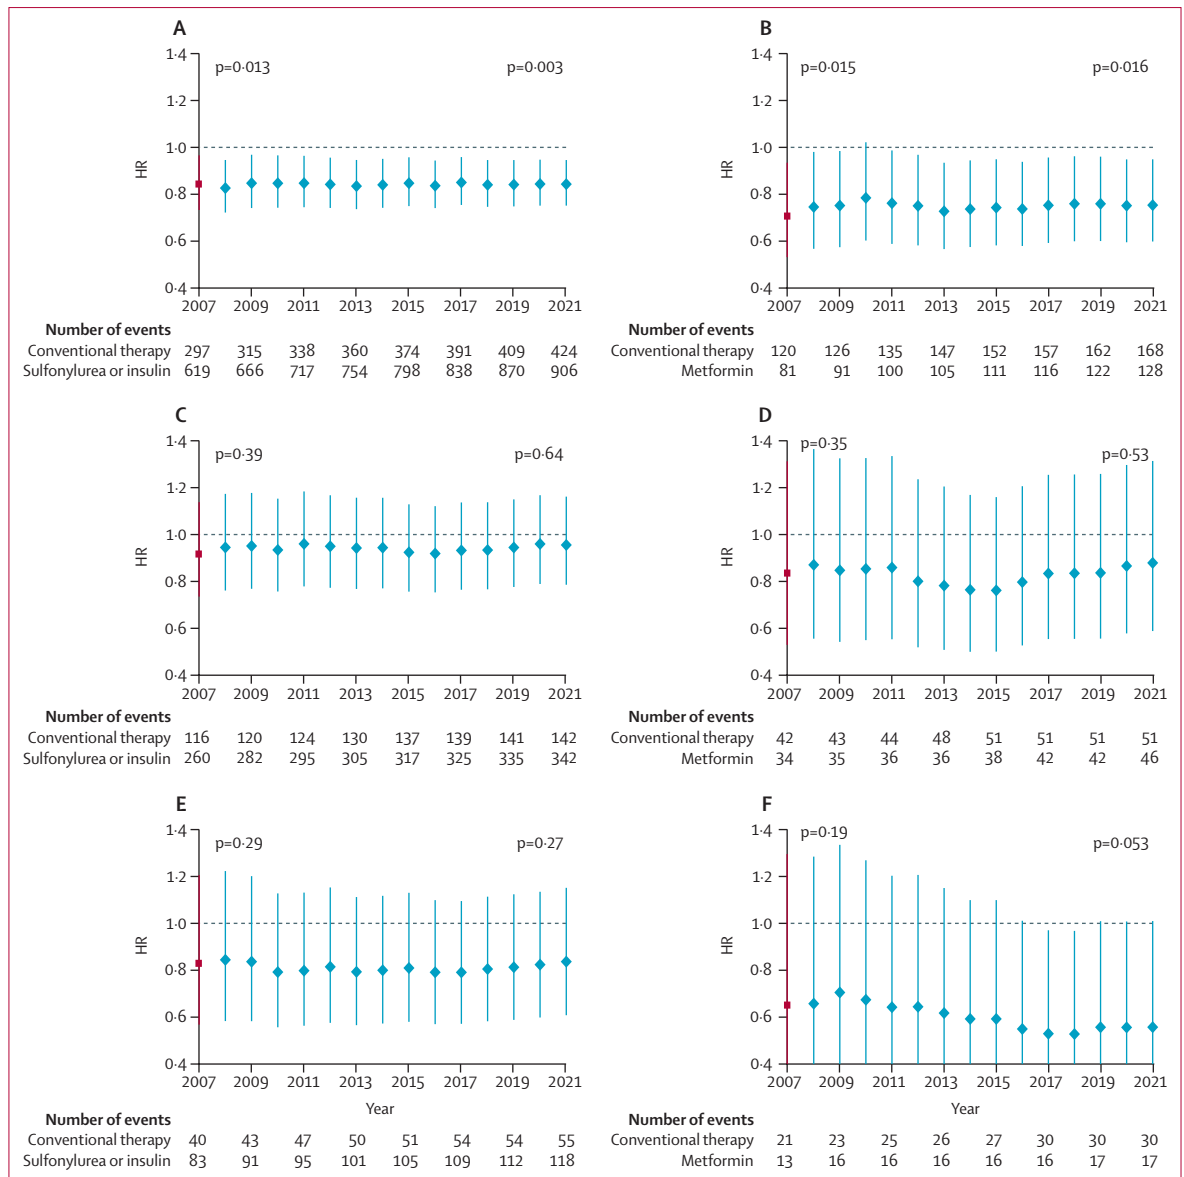 A
1·4
1·2
1·0
0·8
0·6
0·4
HR
p=0·013 p=0·003
2007 2009 2011 2013 2015 2017 2019 2021
Number of events
Conventional therapy 297 315 338 360 374 391 409 424
Sulfonylurea or insulin 619 666 717 754 798 838 870 906
B
1·4
1·2
1·0
0·8
0·6
0·4
HR
p=0·015 p=0·016
2007 2009 2011 2013 2015 2017 2019 2021
Number of events
Conventional therapy 120 126 135 147 152 157 162 168
Metformin 81 91 100 105 111 116 122 128
C
1·4
1·2
1·0
0·8
0·6
0·4
HR
p=0·39 p=0·64
2007 2009 2011 2013 2015 2017 2019 2021
Number of events
Conventional therapy 116 120 124 130 137 139 141 142
Sulfonylurea or insulin 260 282 295 305 317 325 335 342
D
1·4
1·2
1·0
0·8
0·6
0·4
HR
p=0·35 p=0·53
2007 2009 2011 2013 2015 2017 2019 2021
Number of events
Conventional therapy 42 43 44 48 51 51 51 51
Metformin 34 35 36 36 38 42 42 46
E
1·4
1·2
1·0
0·8
0·6
0·4
HR
p=0·29 p=0·27
2007 2009 2011 2013 2015 2017 2019 2021
Year
Number of events
Conventional therapy 40 43 47 50 51 54 54 55
Sulfonylurea or insulin 83 91 95 101 105 109 112 118
F
1·4
1·2
1·0
0·8
0·6
0·4
HR
p=0·19 p=0·053
2007 2009 2011 2013 2015 2017 2019 2021
Year
Number of events
Conventional therapy 21 23 25 26 27 30 30 30
Metformin 13 16 16 16 16 16 17 17